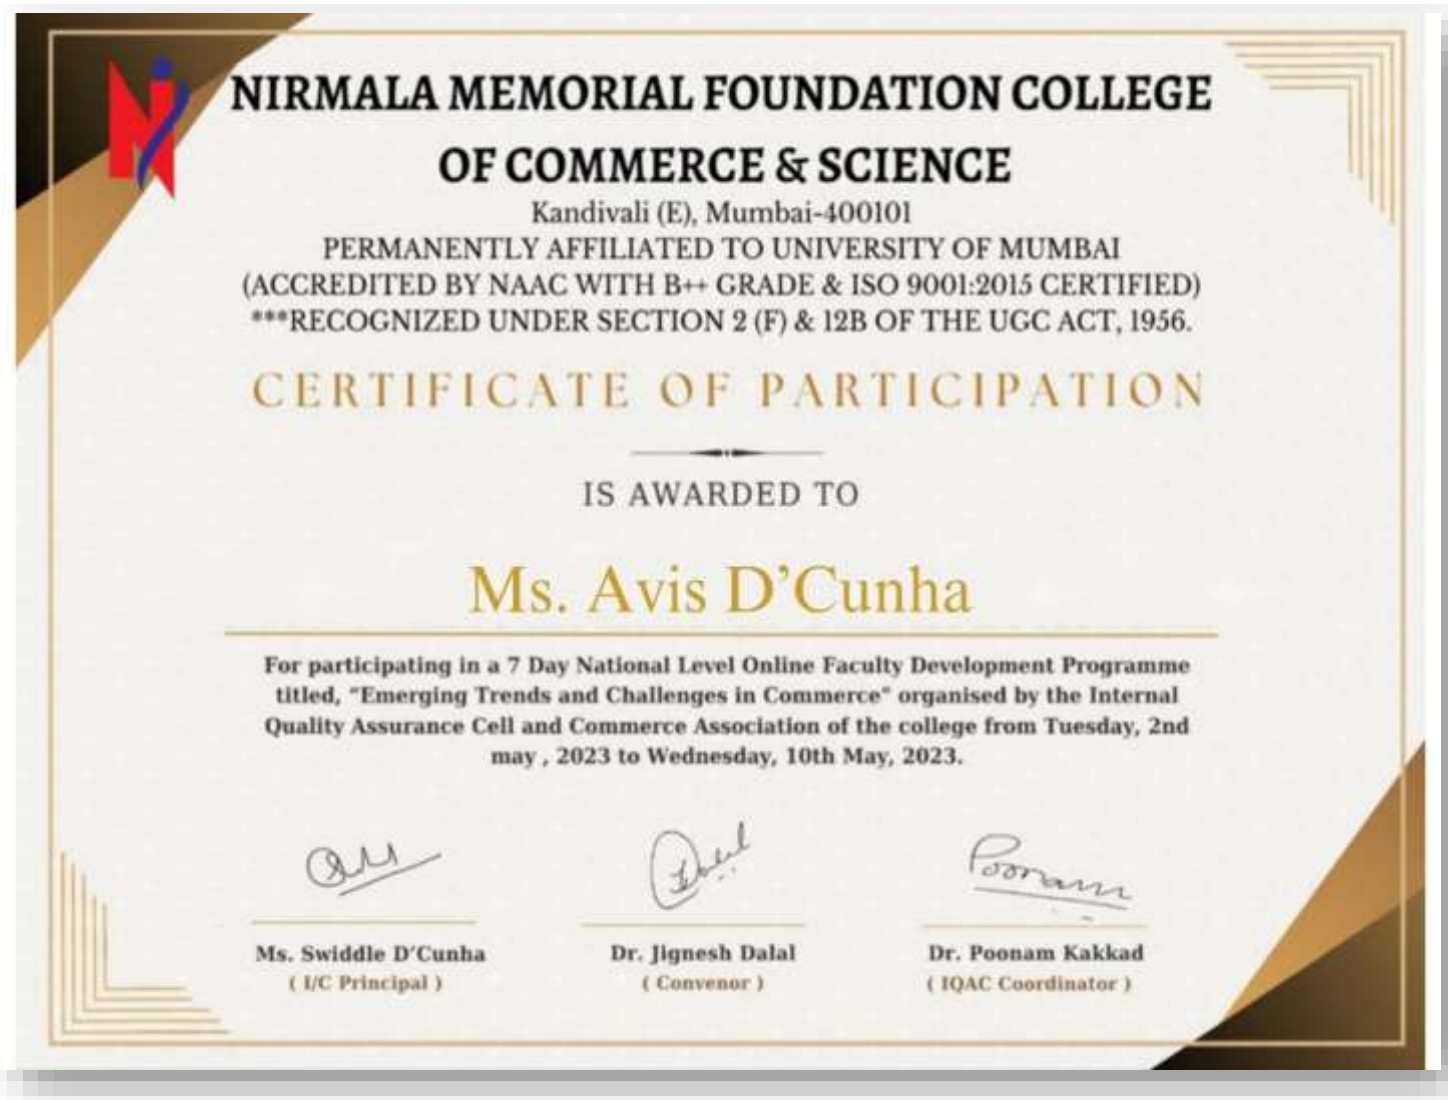 NIRMALA MEMORIAL FOUNDATION COLLEGE
OF COMMERCE & SCIENCE
Kandivali (E), Mumbai-400101
PERMANENTLY AFFILIATED TO UNIVERSITY OF MUMBAI
(ACCREDITED BY NAAC WITH B++ GRADE & ISO 9001:2015 CERTIFIED)
***RECOGNIZED UNDER SECTION 2 (F) & 12B OF THE UGC ACT, 1956.
CERTIFICATE OF PARTICIPATION
IS AWARDED TO
Ms. Avis D’Cunha
For participating in a 7 Day National Level Online Faculty Development Programme
titled, "Emerging Trends and Challenges in Commerce" organised by the Internal
Quality Assurance Cell and Commerce Association of the college from Tuesday, 2nd
may , 2023 to Wednesday, 10th May, 2023.
Dalal
Poonam
Ms. Swiddle D’Cunha
Dr. Jignesh Dalal
Dr. Poonam Kakkad
( I/C Principal )
( Convenor )
( IQAC Coordinator )